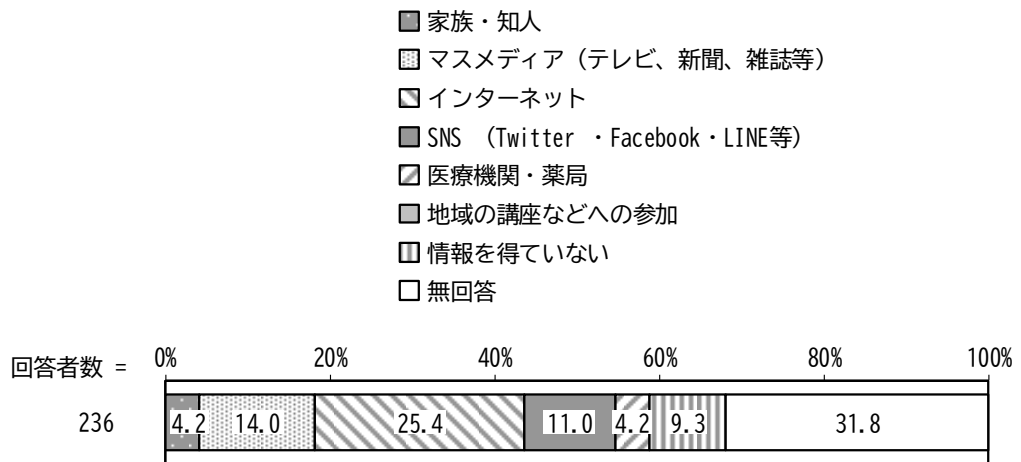 家族・知人
マスメディア（テレビ、新聞、雑誌等）
インターネット
SNS （Twitter ・Facebook・LINE等）
医療機関・薬局
地域の講座などへの参加
情報を得ていない
無回答
回答者数 = 0% 20% 40% 60% 80% 100%
236 4.2 14.0 25.4 11.0 4.2 9.3 31.8